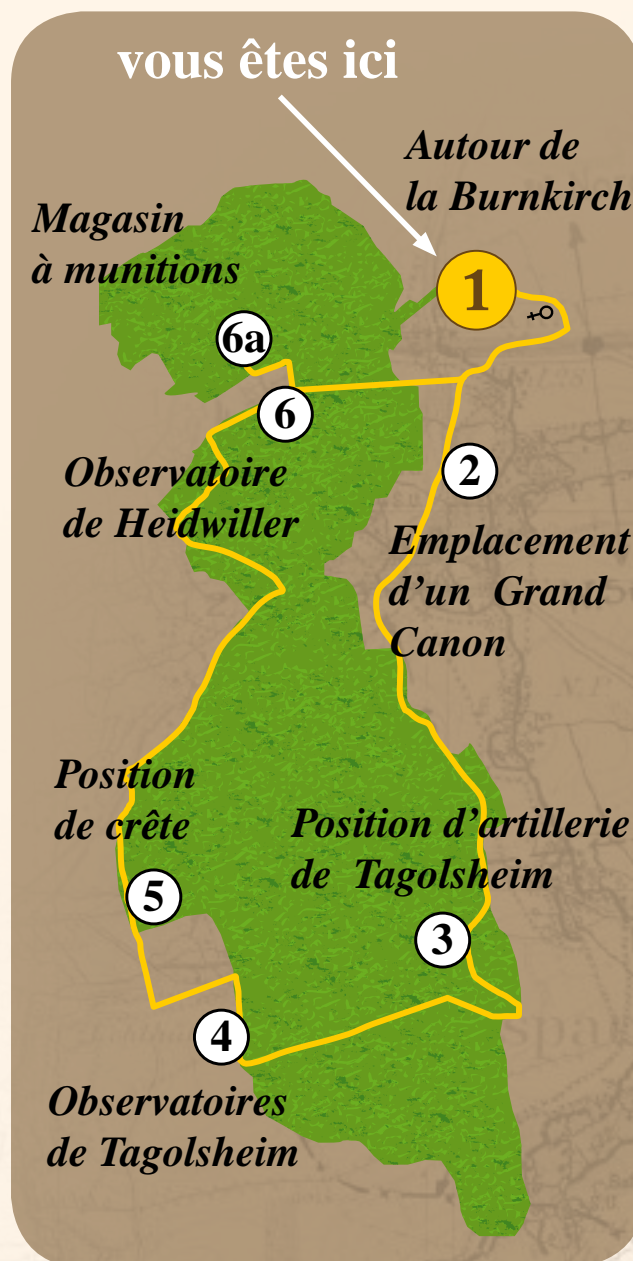 vous êtes ici
Autour de
la Burnkirch
Magasin
à munitions
1
6a
6
2
Observatoire
de Heidwiller
Emplacement
d’un Grand
Canon
Position
de crête
Position d’artillerie
de Tagolsheim
5
3
4
Observatoires
de Tagolsheim